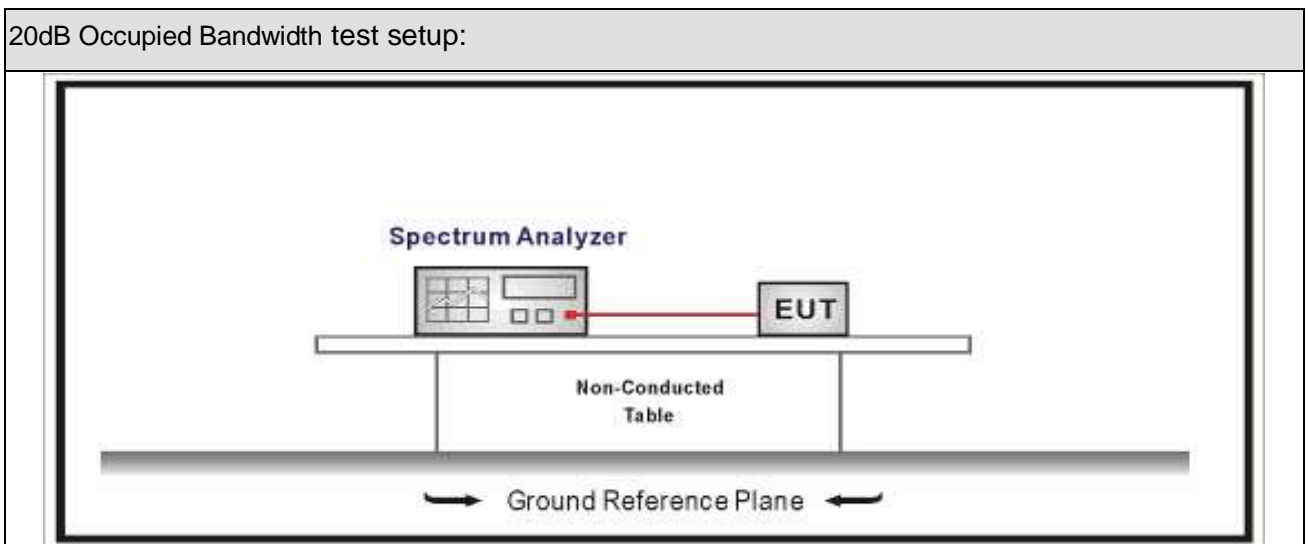 20dB Occupied Bandwidth test setup:
Spectrum Analyzer
EUT
Non-Conducted
Table
Ground Reference Plane